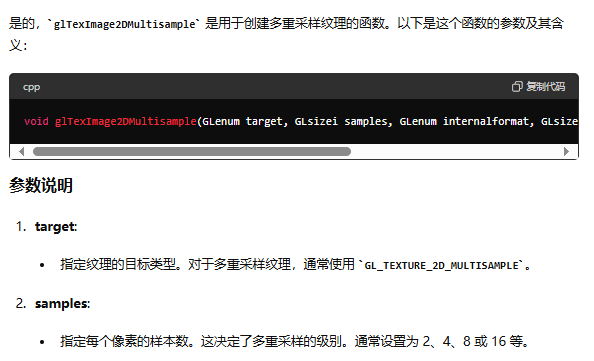 是的，`glTexImage2DMultisample` 是用于创建多重采样纹理的函数。以下是这个函数的参数及其含
义：
cpp 复制代码
void glTexImage2DMultisample(GLenum target, GLsizei samples, GLenum internalformat, GLsize
参数说明
1. target:
• 指定纹理的目标类型。对于多重采样纹理，通常使用 `GL_TEXTURE_2D_MULTISAMPLE`。
2. samples:
• 指定每个像素的样本数。这决定了多重采样的级别。通常设置为 2、4、8 或 16 等。